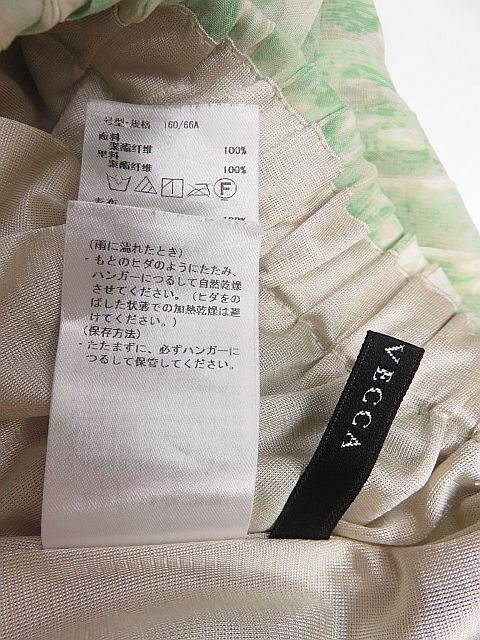 号型·规格 160/66A
面料
聚酯纤维 100%
里料
聚酯纤维 100%
F
表布
100%
(雨に濡れたとき)
・もとのヒダのようにたたみ、
ハンガーにつるして自然乾燥
させてください。(ヒダをの
ばした状態での加熱乾燥は避
けてください。)
(保存方法)
・たたまずに、必ずハンガーに
つるして保管してください。
VECCA